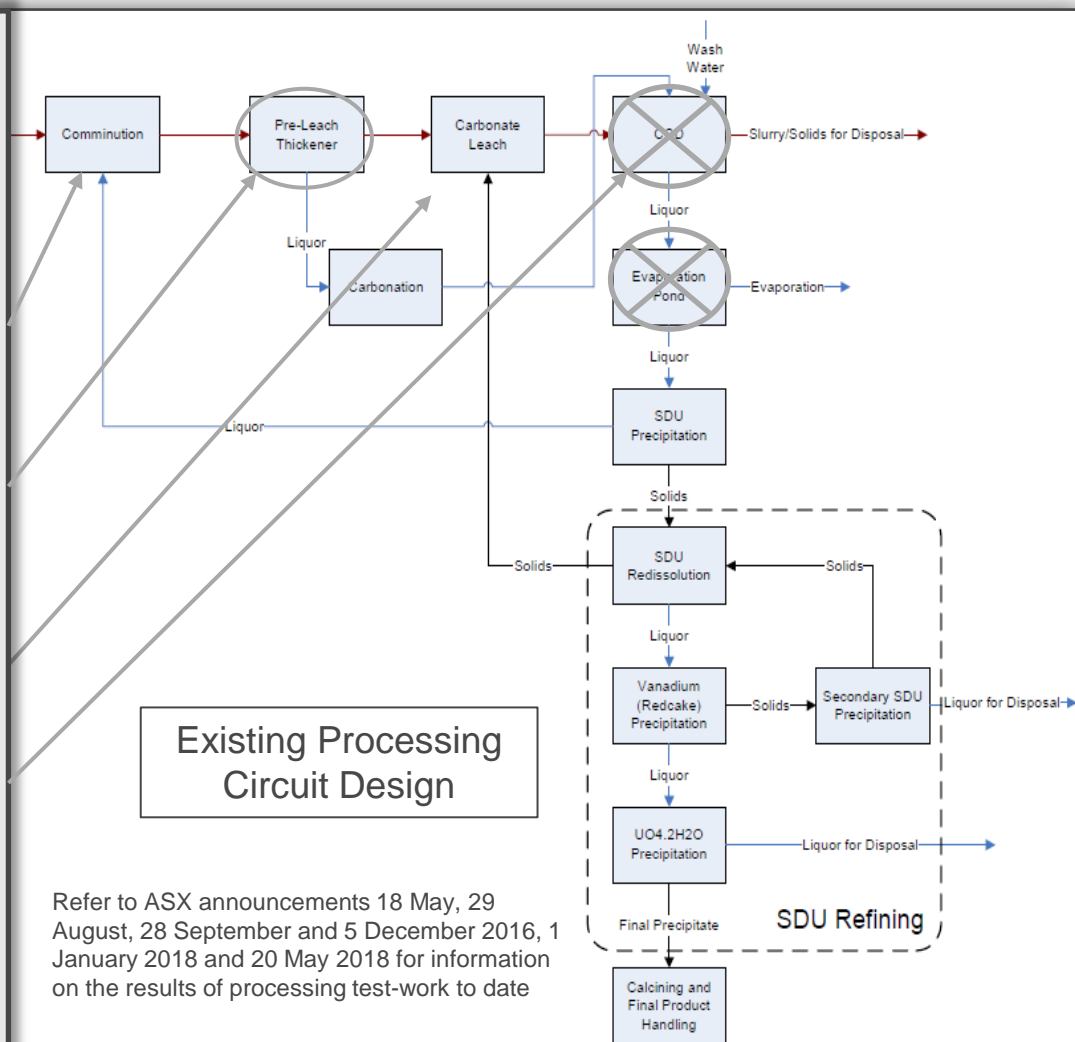 Wash
Water
Comminution
Pre-Leach
Thickener
Carbonate
Leach
CCD
Slurry/Solids for Disposal
Liquor
Liquor
Carbonation
Evaporation
Pond
Evaporation
Liquor
SDU
Precipitation
Liquor
Solids
SDU
Redissolution
Solids
Solids
Liquor
Vanadium
(Redcake)
Precipitation
Solids
Secondary SDU
Precipitation
Liquor for Disposal
Existing Processing
Circuit Design
Liquor
UO4.2H2O
Precipitation
Liquor for Disposal
Final Precipitate
SDU Refining
Calcining and
Final Product
Handling
Refer to ASX announcements 18 May, 29
August, 28 September and 5 December 2016, 1
January 2018 and 20 May 2018 for information
on the results of processing test-work to date